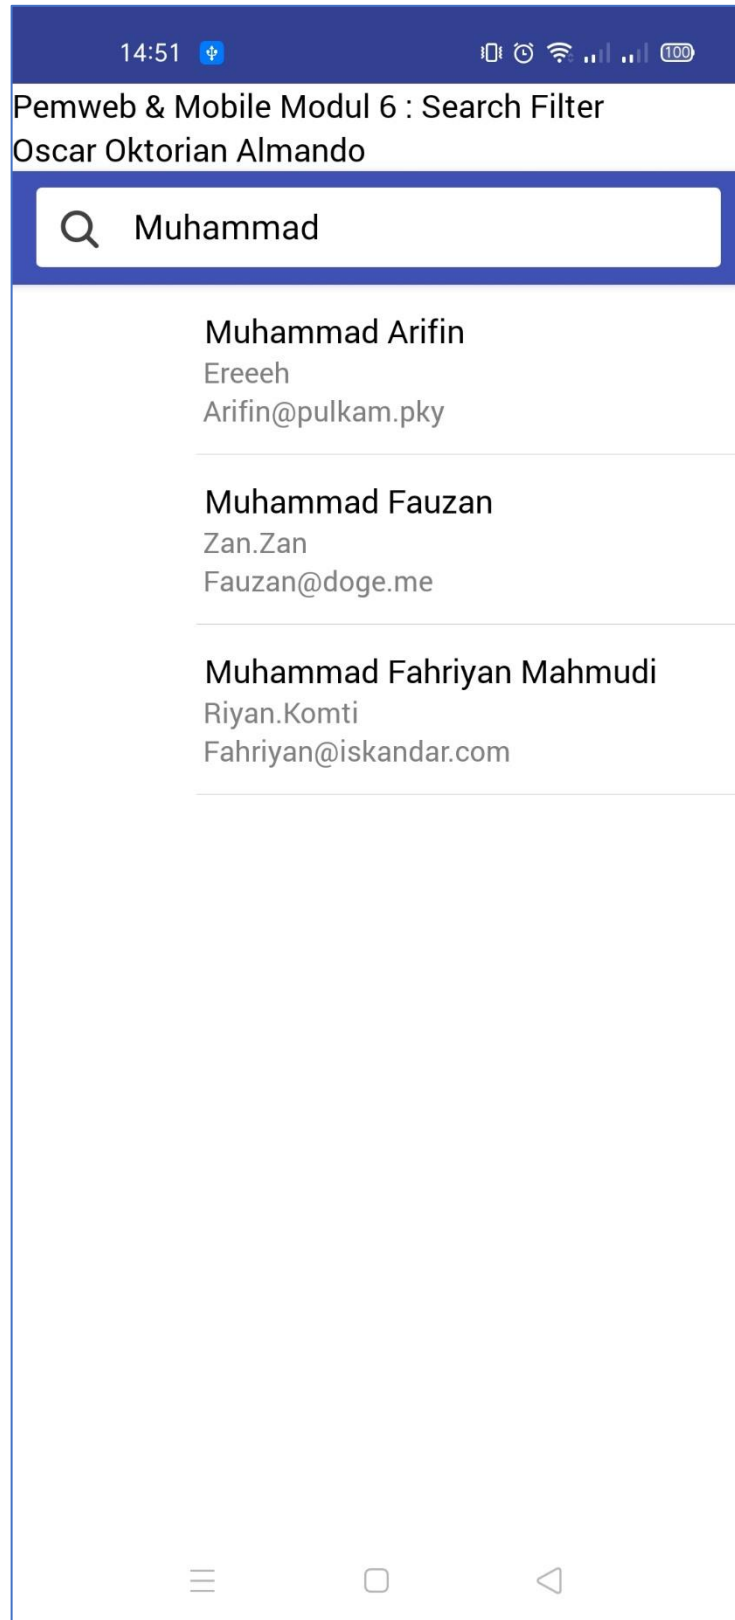 14:51
100
Pemweb & Mobile Modul 6 : Search Filter
Oscar Oktorian Almando
Muhammad
Muhammad Arifin
Ereeeh
Arifin@pulkam.pky
Muhammad Fauzan
Zan.Zan
Fauzan@doge.me
Muhammad Fahriyan Mahmudi
Riyan.Komti
Fahriyan@iskandar.com